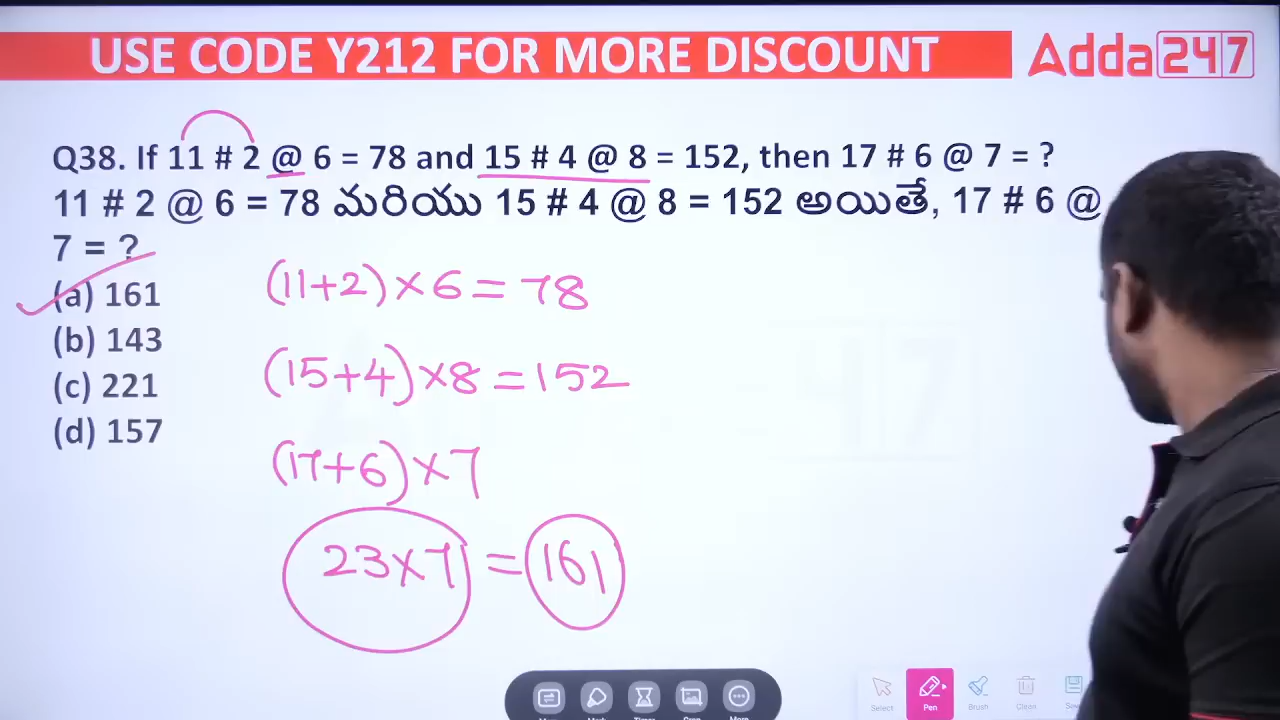 USE CODE Y212 FOR MORE DISCOUNT
Adda247
Q38. If 11 # 2 @ 6 = 78 and 15 # 4 @ 8 = 152, then 17 # 6 @ 7 = ?
11 # 2 @ 6 = 78 మరియు 15 # 4 @ 8 = 152 అయితే, 17 # 6 @
7 = ?
(a) 161
(b) 143
(c) 221
(d) 157
(11+2)×6=78
(15+4)×8=152
(17+6)×7
23×7=161
Select
Pen
Brush
Clean
More